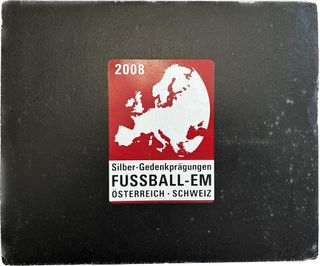 2008
Silber-Gedenkprägungen
FUSSBALL-EM
ÖSTERREICH · SCHWEIZ